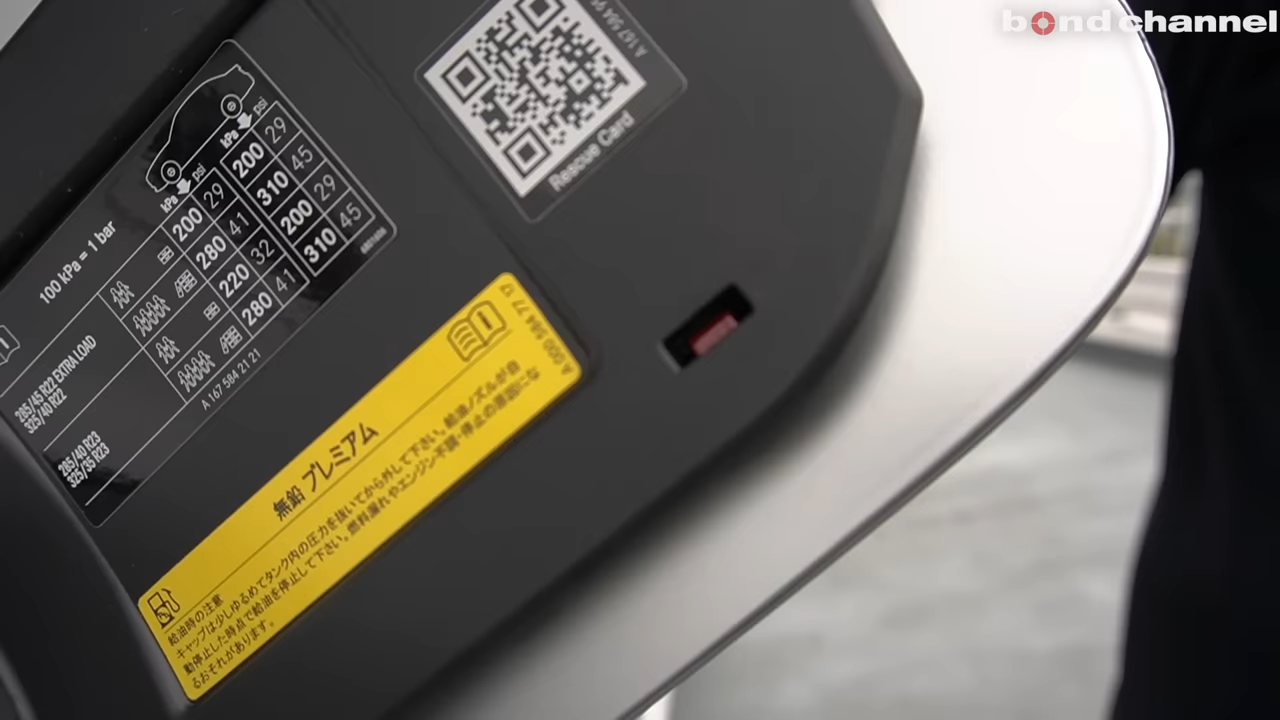 bond channel
100 kPa = 1 bar
kPa psi
kPa psi
285/45 R22 EXTRA LOAD
325/40 R22
200 29 200 29
280 41 310 45
285/40 R23
325/35 R23
220 32 200 29
280 41 310 45
A 167 584 21 21
Rescue Card
無鉛 プレミアム
A 000 584 77 12
給油時の注意
キャップは少しゆるめてタンク内の圧力を抜いてから外して下さい。給油ノズルが自
動停止した時点で給油を停止して下さい。燃料漏れやエンジン不調・停止の原因にな
るおそれがあります。